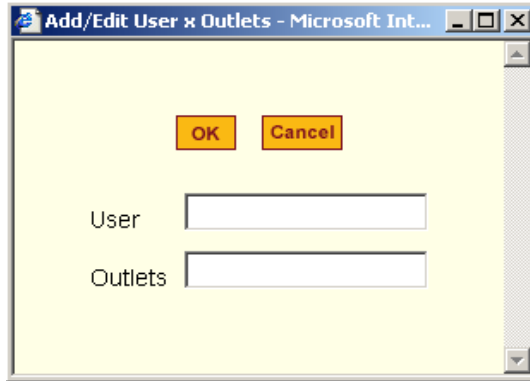 Add/Edit User x Outlets - Microsoft Int...
OK Cancel
User
Outlets